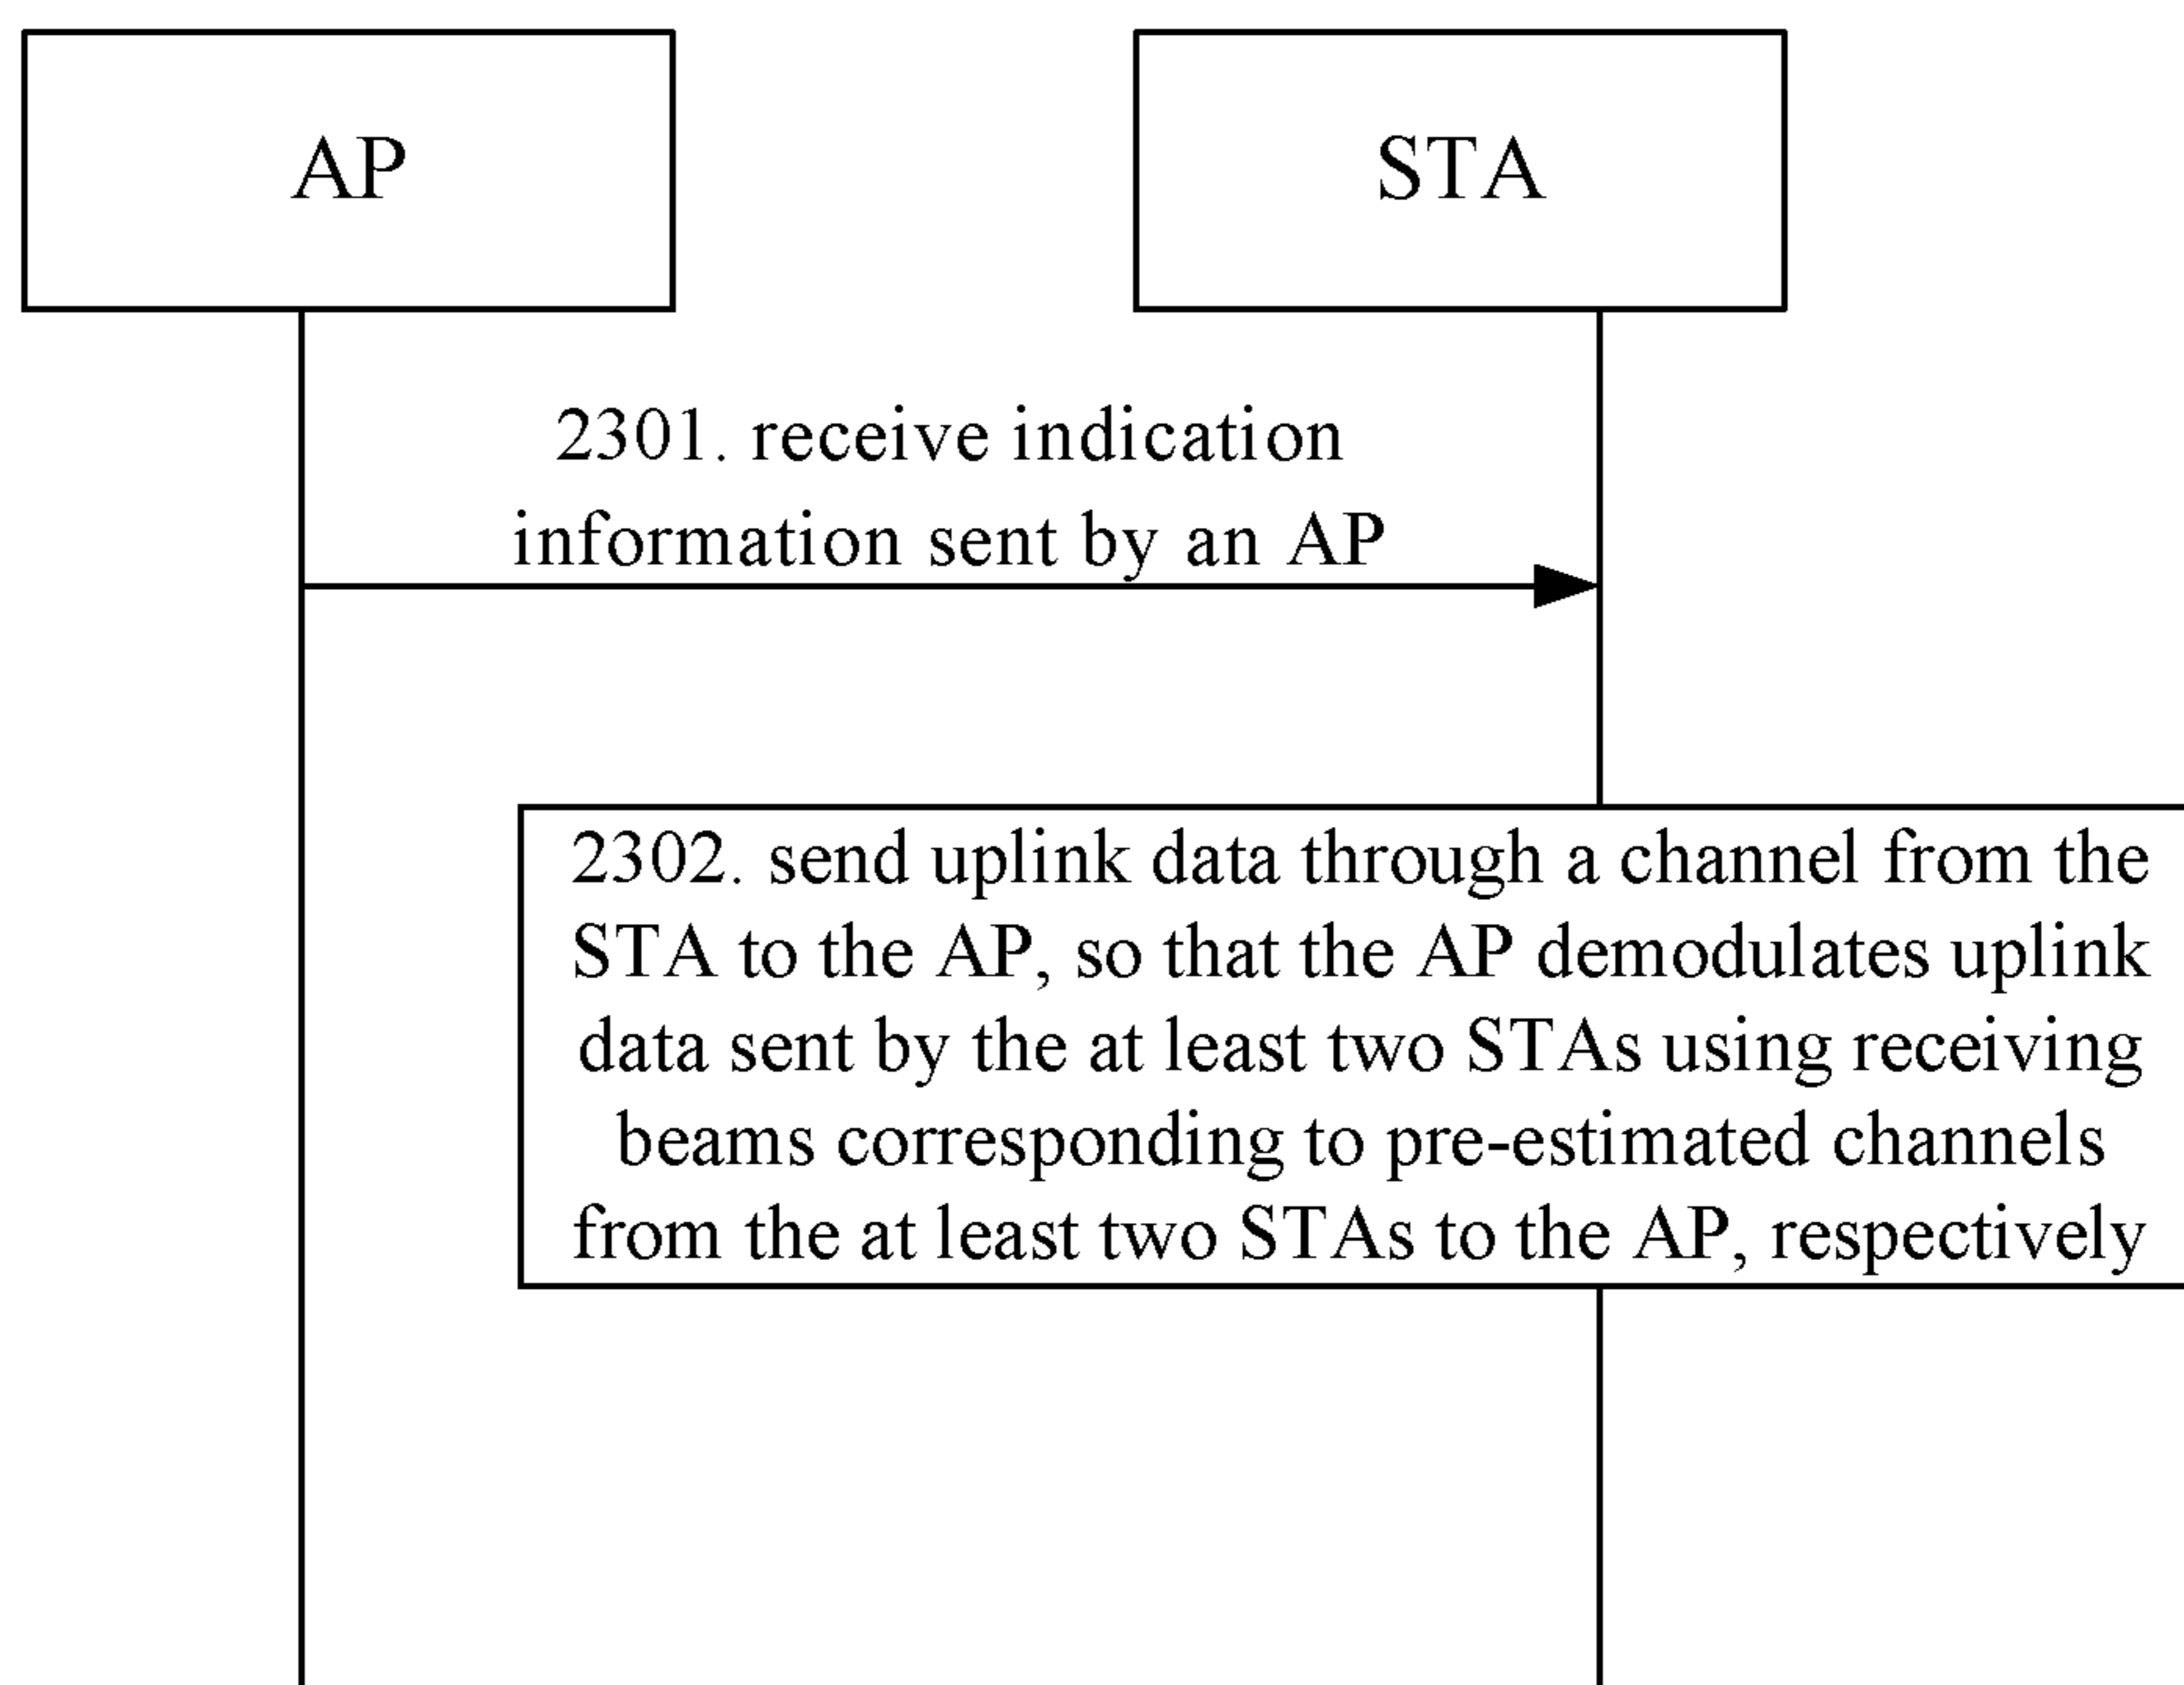 AP
STA
2301. receive indication
information sent by an AP
2302. send uplink data through a channel from the
STA to the AP, so that the AP demodulates uplink
data sent by the at least two STAs using receiving
beams corresponding to pre-estimated channels
from the at least two STAs to the AP, respectively